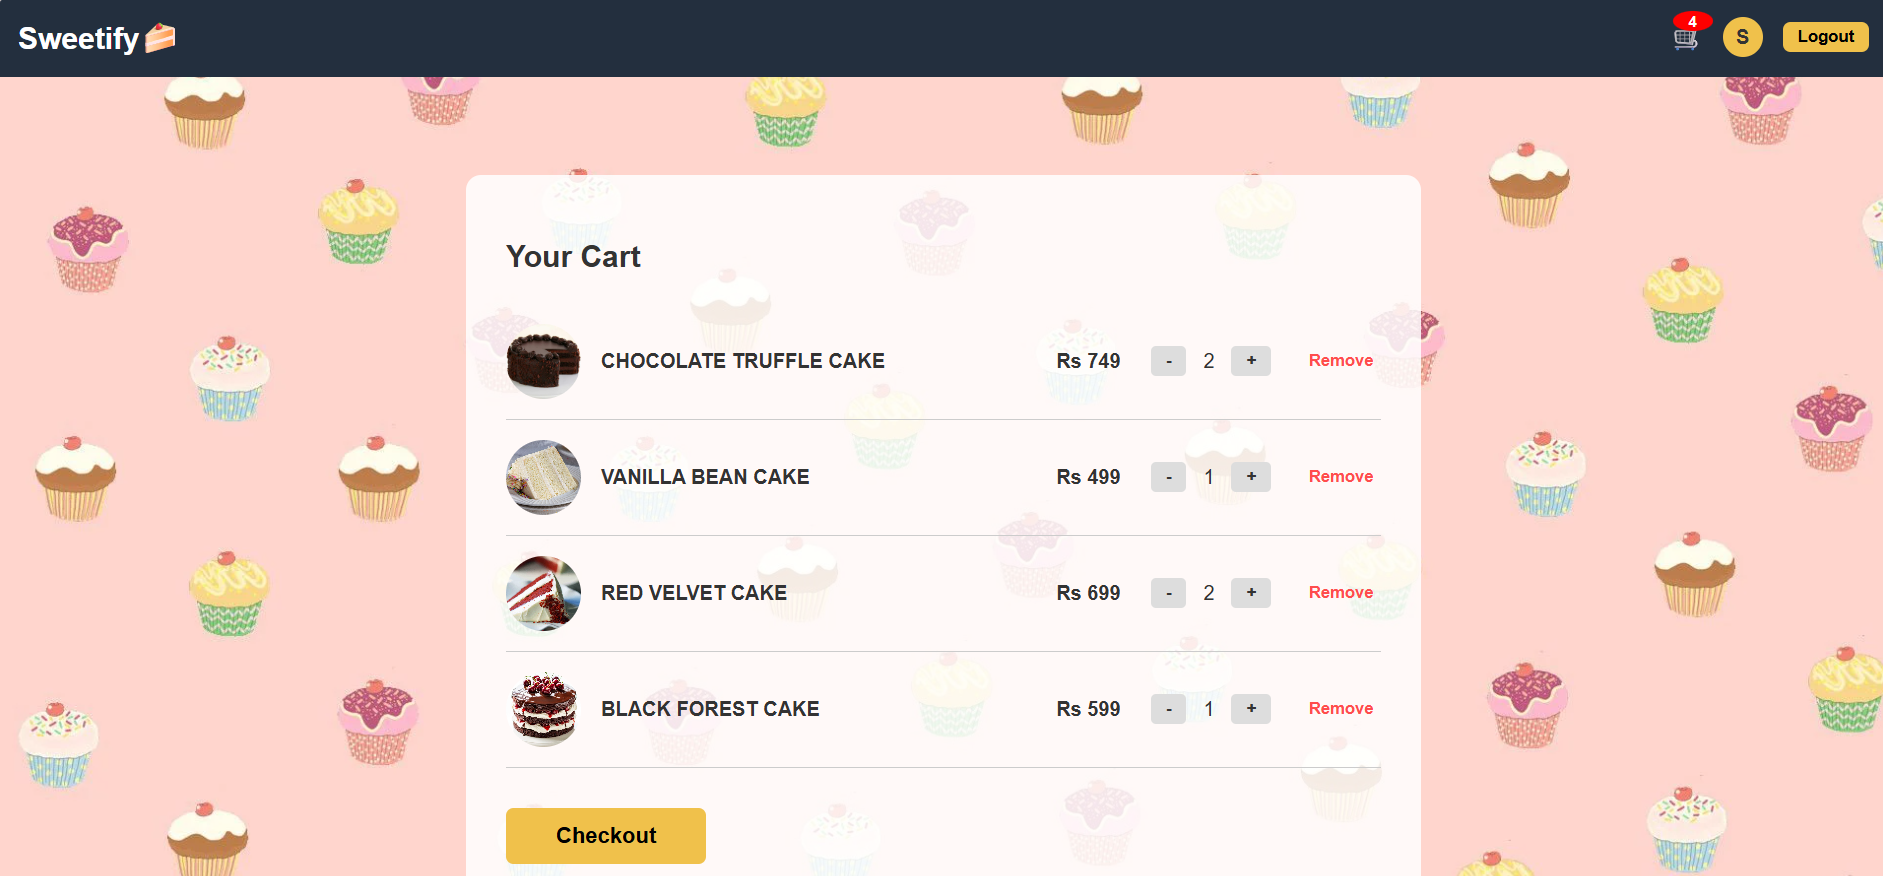 Sweetify
4
S
Logout
Your Cart
CHOCOLATE TRUFFLE CAKE Rs 749 - 2 + Remove
VANILLA BEAN CAKE Rs 499 - 1 + Remove
RED VELVET CAKE Rs 699 - 2 + Remove
BLACK FOREST CAKE Rs 599 - 1 + Remove
Checkout